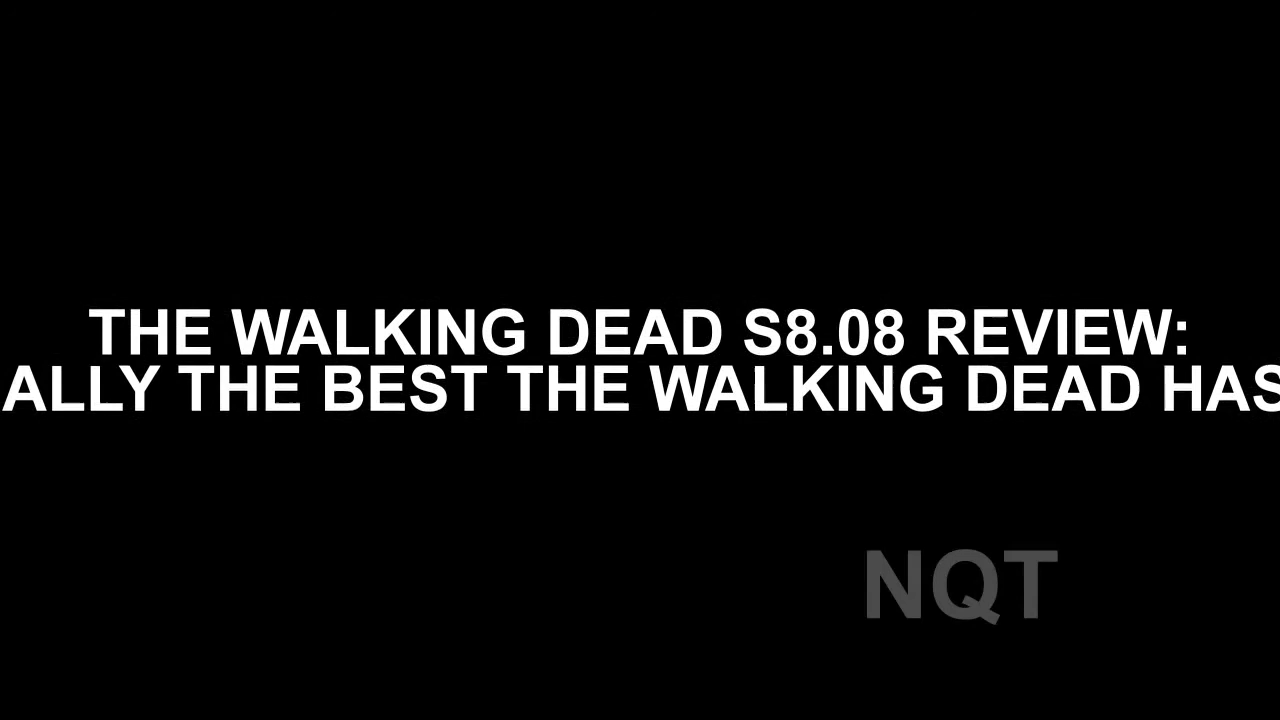 THE WALKING DEAD S8.08 REVIEW:
ALLY THE BEST THE WALKING DEAD HAS
NQT